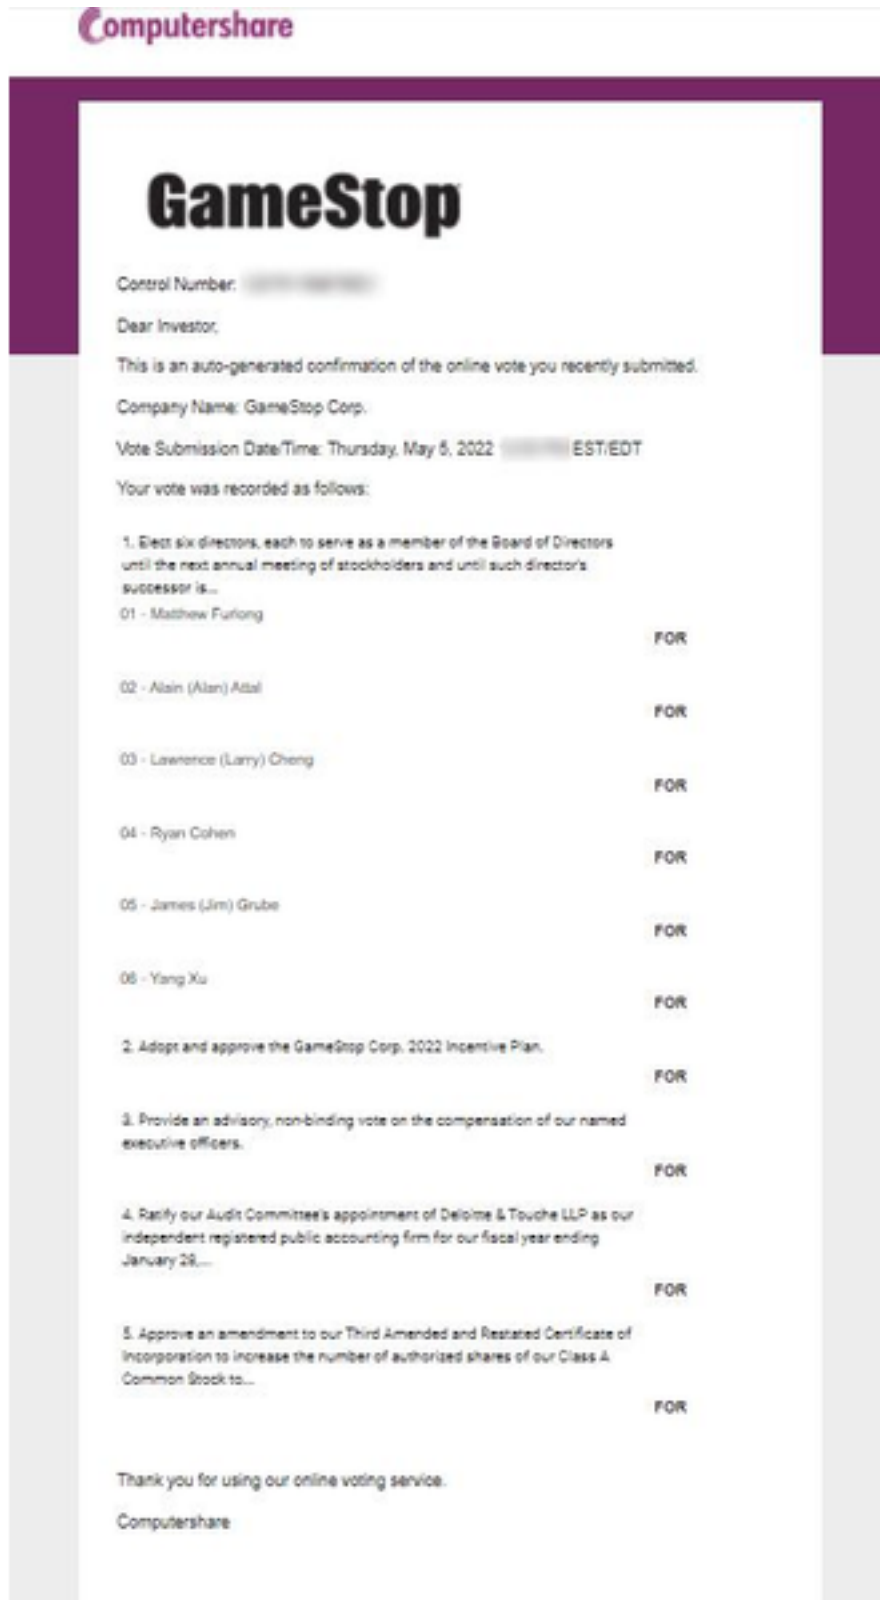 Computershare
GameStop
Control Number:
Dear Investor,
This is an auto-generated confirmation of the online vote you recently submitted.
Company Name: GameStop Corp.
Vote Submission Date/Time: Thursday, May 5, 2022 EST/EDT
Your vote was recorded as follows:
1. Elect six directors, each to serve as a member of the Board of Directors
until the next annual meeting of stockholders and until such director's
successor is...
01 - Matthew Furlong
FOR
02 - Alain (Alan) Attal
FOR
03 - Lawrence (Larry) Cheng
FOR
04 - Ryan Cohen
FOR
05 - James (Jim) Grube
FOR
06 - Yang Xu
FOR
2. Adopt and approve the GameStop Corp. 2022 Incentive Plan.
FOR
3. Provide an advisory, non-binding vote on the compensation of our named
executive officers.
FOR
4. Ratify our Audit Committee's appointment of Deloitte & Touche LLP as our
independent registered public accounting firm for our fiscal year ending
January 28,...
FOR
5. Approve an amendment to our Third Amended and Restated Certificate of
Incorporation to increase the number of authorized shares of our Class A
Common Stock to...
FOR
Thank you for using our online voting service.
Computershare